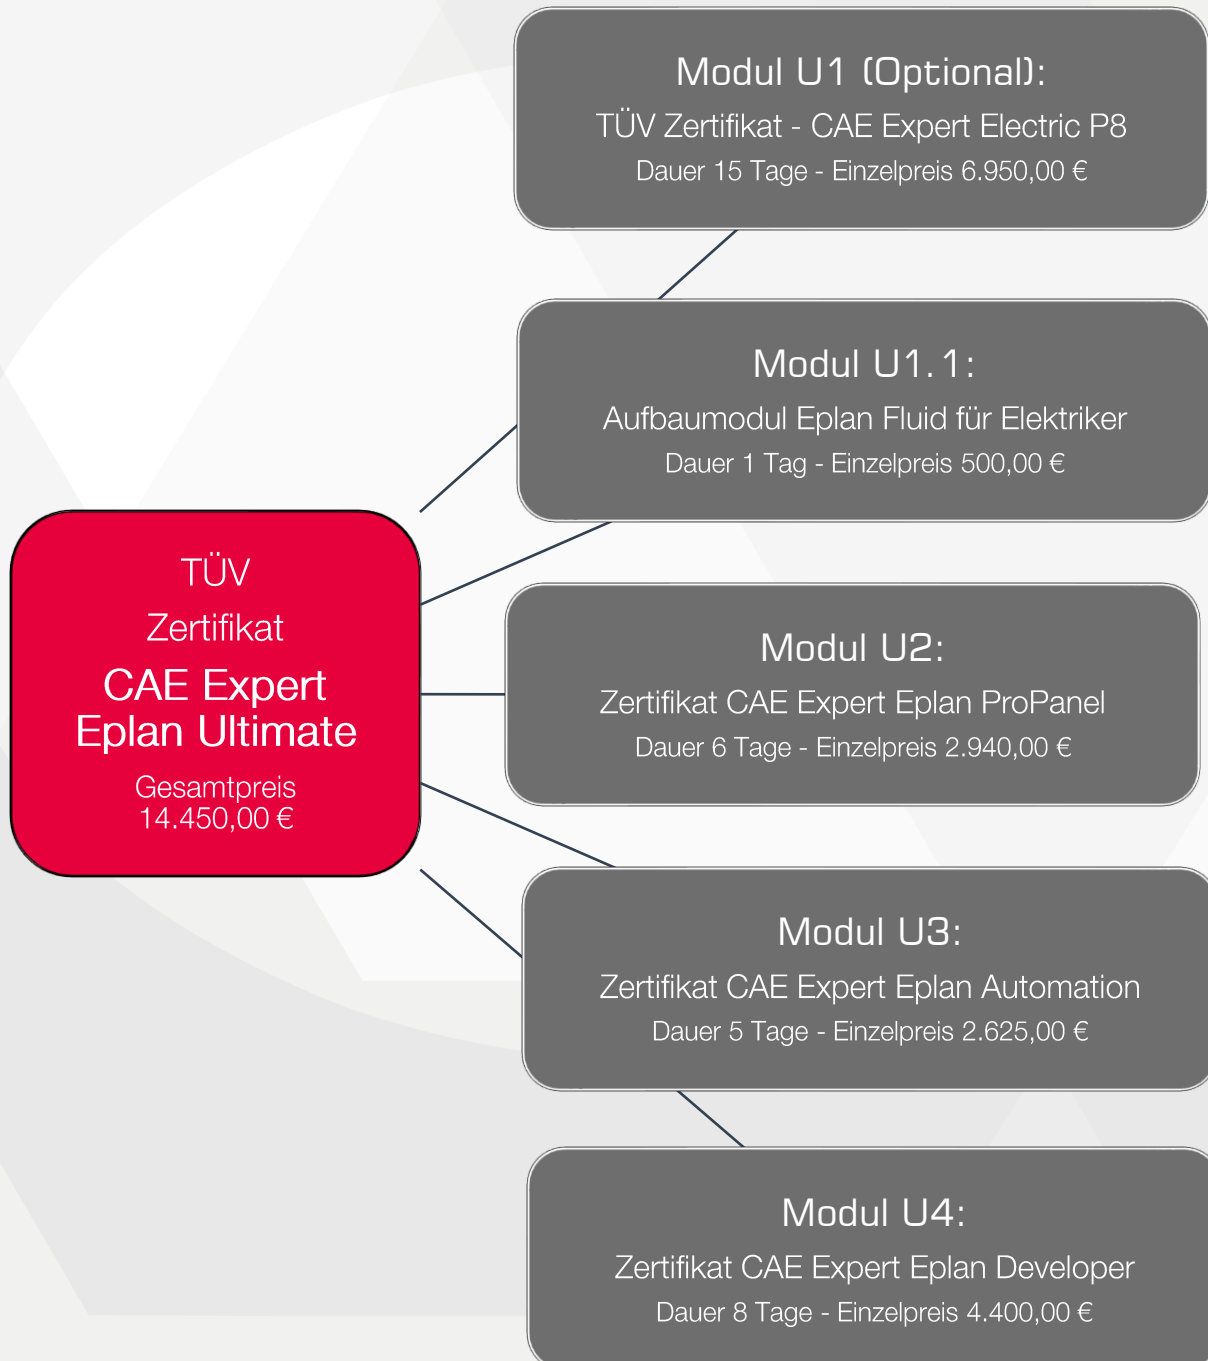 Modul U1 (Optional):
TÜV Zertifikat - CAE Expert Electric P8
Dauer 15 Tage - Einzelpreis 6.950,00 €
Modul U1.1:
Aufbaumodul Eplan Fluid für Elektriker
Dauer 1 Tag - Einzelpreis 500,00 €
TÜV
Zertifikat
CAE Expert
Eplan Ultimate
Gesamtpreis
14.450,00 €
Modul U2:
Zertifikat CAE Expert Eplan ProPanel
Dauer 6 Tage - Einzelpreis 2.940,00 €
Modul U3:
Zertifikat CAE Expert Eplan Automation
Dauer 5 Tage - Einzelpreis 2.625,00 €
Modul U4:
Zertifikat CAE Expert Eplan Developer
Dauer 8 Tage - Einzelpreis 4.400,00 €